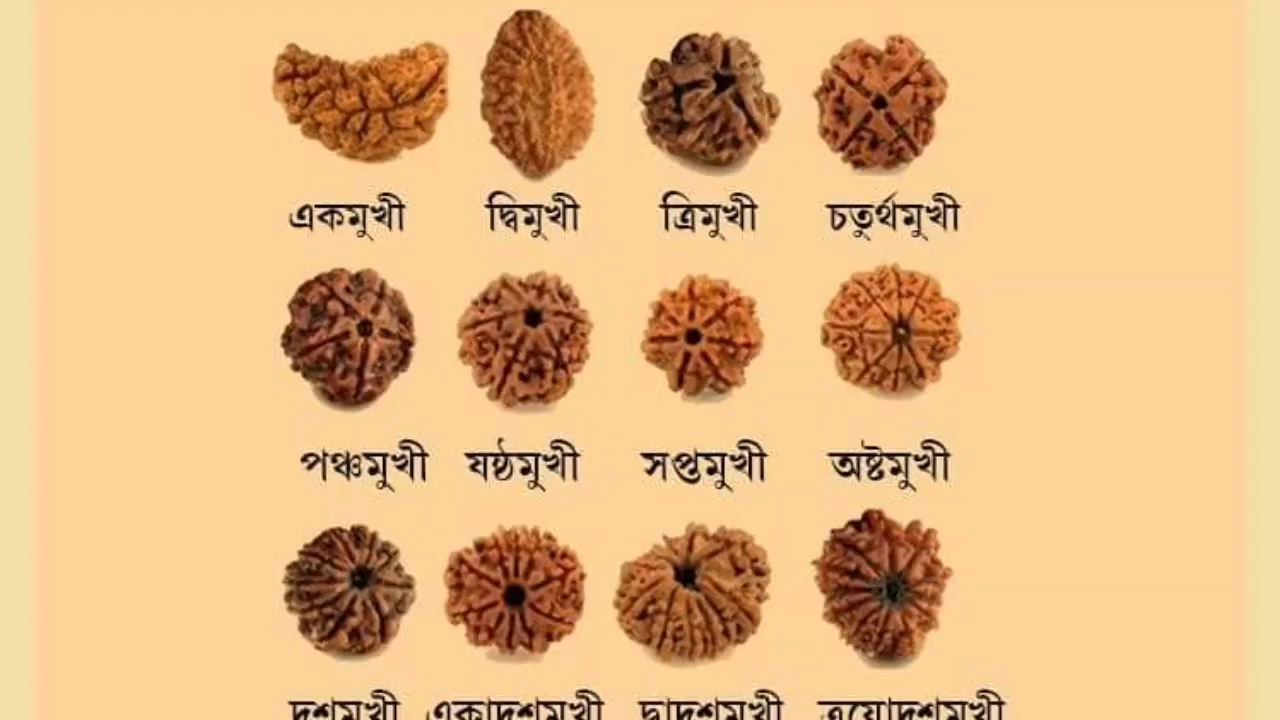 একমুখী দ্বিমুখী ত্রিমুখী চতুর্থমুখী
পঞ্চমুখী ষষ্ঠমুখী সপ্তমুখী অষ্টমুখী
দশমুখী একাদশমুখী দ্বাদশমুখী ত্রয়োদশমুখী